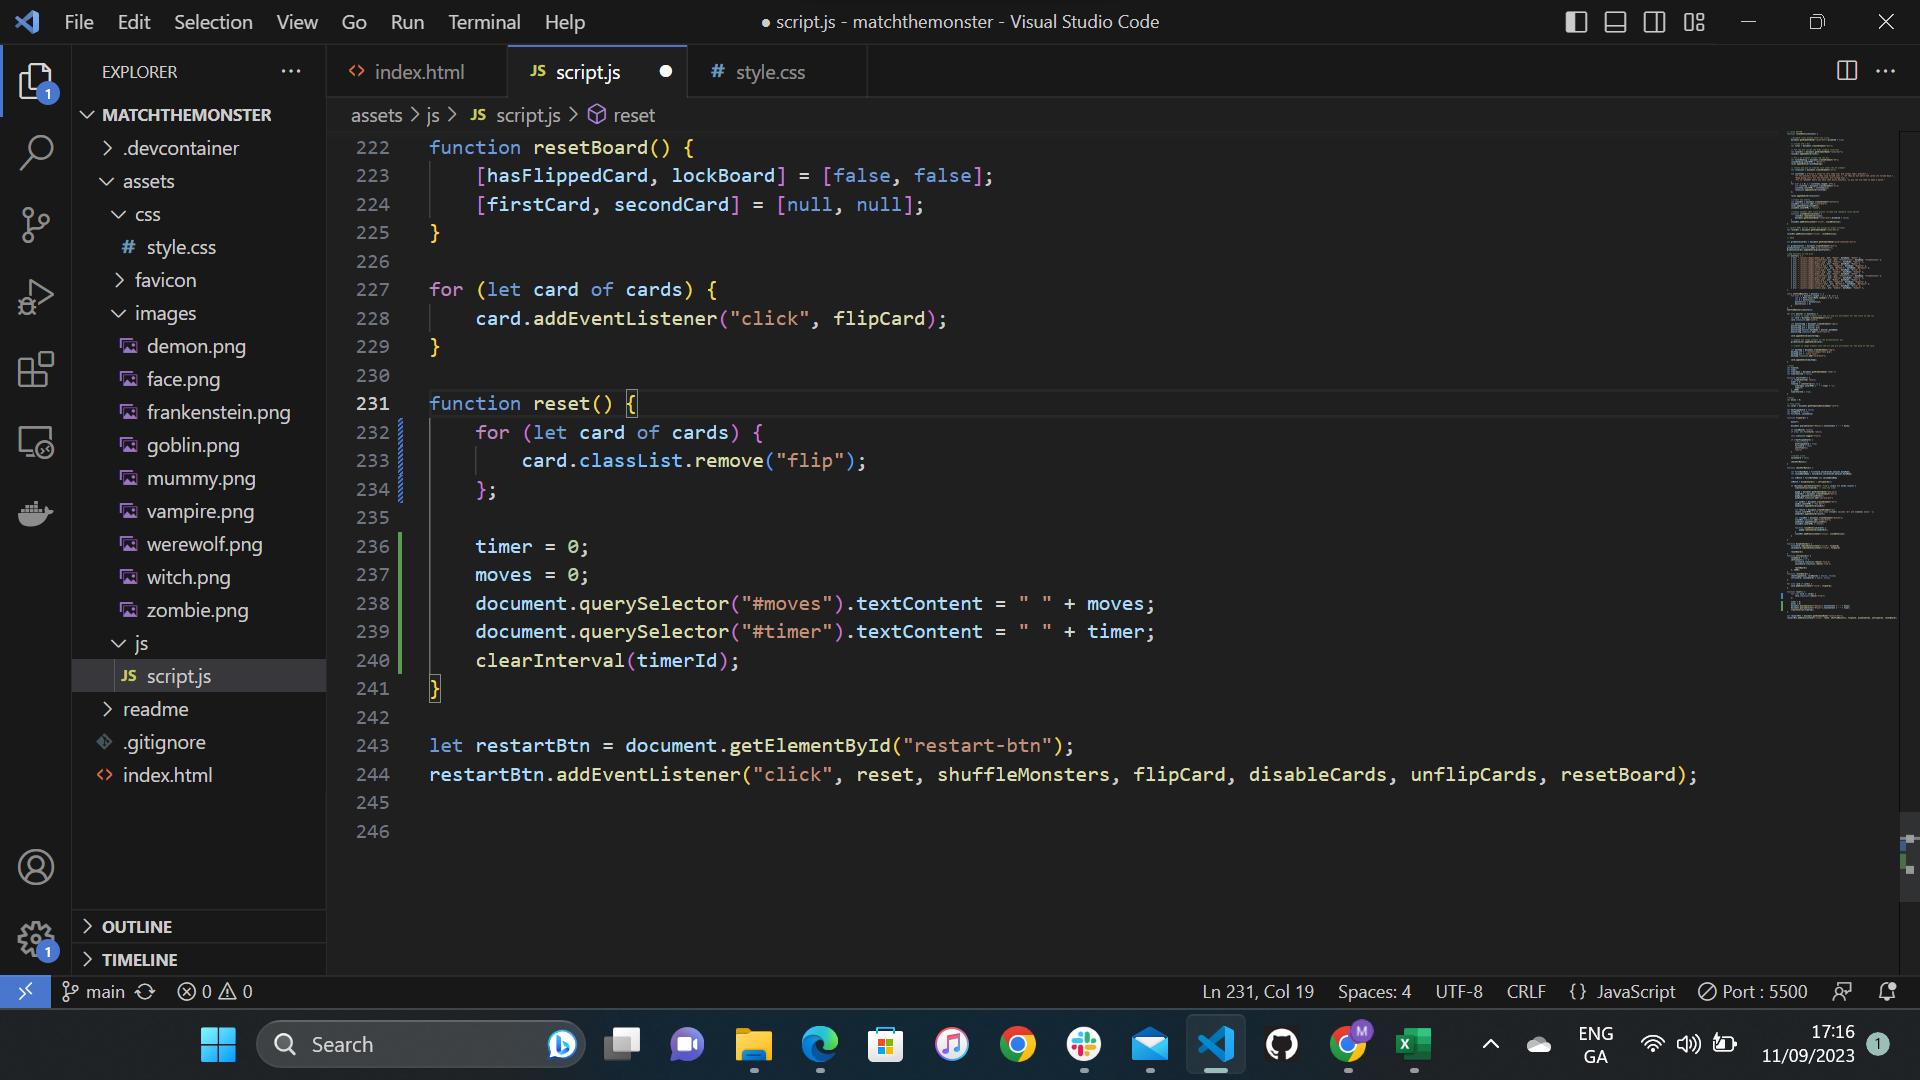 File Edit Selection View Go Run Terminal Help
● script.js - matchthemonster - Visual Studio Code
EXPLORER
MATCHTHEMONSTER
.devcontainer
assets
css
# style.css
favicon
images
demon.png
face.png
frankenstein.png
goblin.png
mummy.png
vampire.png
werewolf.png
witch.png
zombie.png
js
JS script.js
readme
.gitignore
<> index.html
OUTLINE
TIMELINE
1
1
<> index.html
JS script.js
# style.css
assets > js > JS script.js > reset
222 function resetBoard() {
223 [hasFlippedCard, lockBoard] = [false, false];
224 [firstCard, secondCard] = [null, null];
225 }
226
227 for (let card of cards) {
228 card.addEventListener("click", flipCard);
229 }
230
231 function reset() {
232 for (let card of cards) {
233 card.classList.remove("flip");
234 };
235
236 timer = 0;
237 moves = 0;
238 document.querySelector("#moves").textContent = " " + moves;
239 document.querySelector("#timer").textContent = " " + timer;
240 clearInterval(timerId);
241 }
242
243 let restartBtn = document.getElementById("restart-btn");
244 restartBtn.addEventListener("click", reset, shuffleMonsters, flipCard, disableCards, unflipCards, resetBoard);
245
246
main 0 0
Ln 231, Col 19 Spaces: 4 UTF-8 CRLF {} JavaScript Port : 5500
Search
M
ENG
GA
17:16
11/09/2023
1